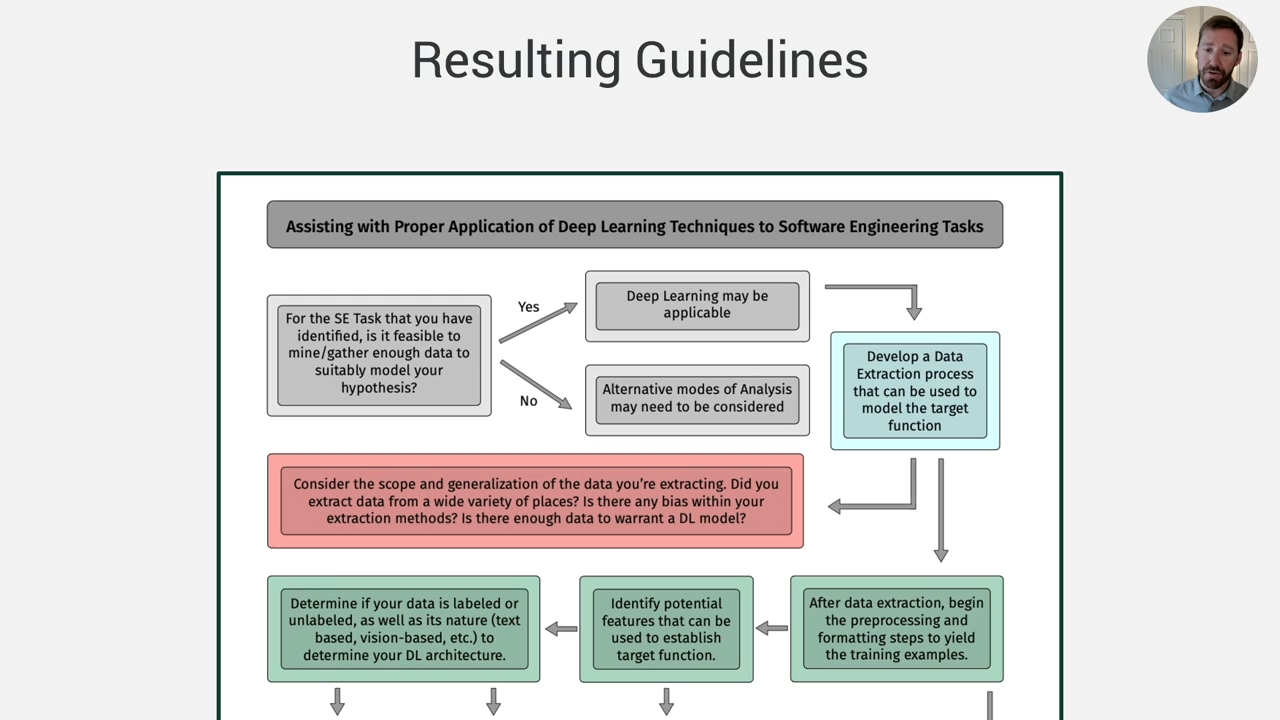 Resulting Guidelines
Assisting with Proper Application of Deep Learning Techniques to Software Engineering Tasks
For the SE Task that you have
identified, is it feasible to
mine/gather enough data to
suitably model your
hypothesis?
Yes
No
Deep Learning may be
applicable
Alternative modes of Analysis
may need to be considered
Develop a Data
Extraction process
that can be used to
model the target
function
Consider the scope and generalization of the data you're extracting. Did you
extract data from a wide variety of places? Is there any bias within your
extraction methods? Is there enough data to warrant a DL model?
After data extraction, begin
the preprocessing and
formatting steps to yield
the training examples.
Identify potential
features that can be
used to establish
target function.
Determine if your data is labeled or
unlabeled, as well as its nature (text
based, vision-based, etc.) to
determine your DL architecture.